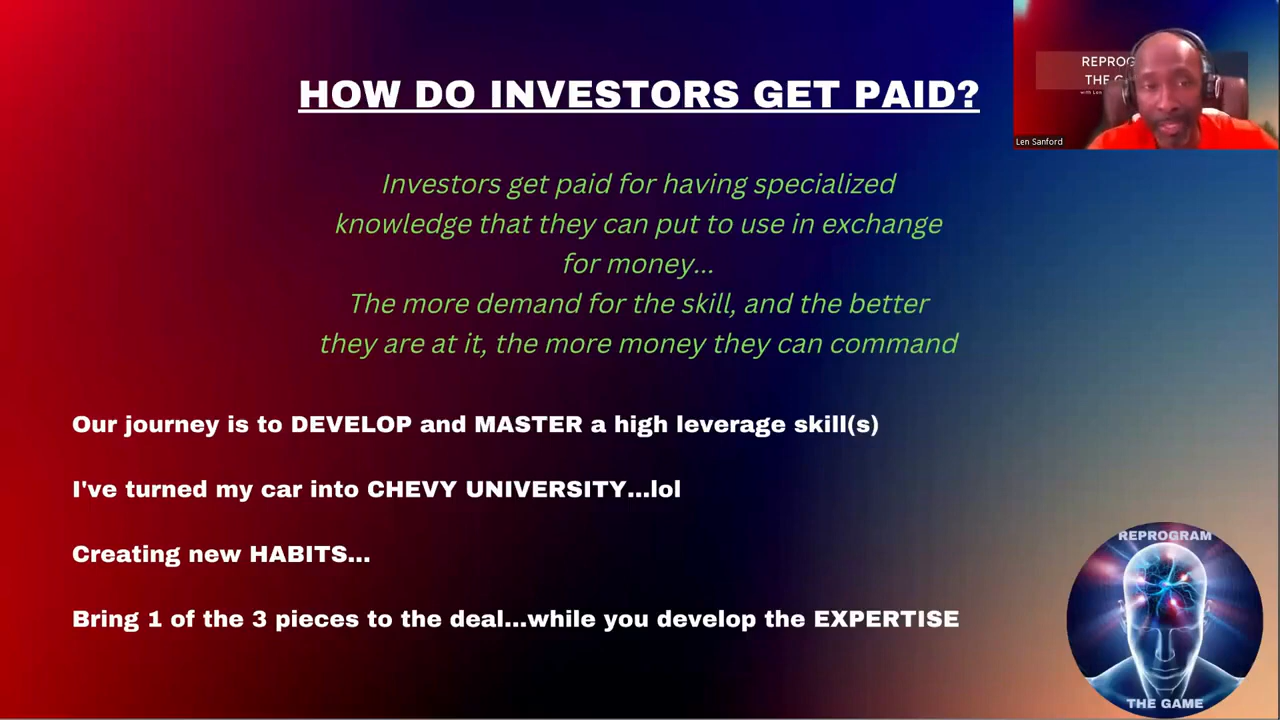 HOW DO INVESTORS GET PAID?
REPROG
THE G
Len Sanford
Investors get paid for having specialized
knowledge that they can put to use in exchange
for money...
The more demand for the skill, and the better
they are at it, the more money they can command
Our journey is to DEVELOP and MASTER a high leverage skill(s)
I've turned my car into CHEVY UNIVERSITY...lol
Creating new HABITS...
Bring 1 of the 3 pieces to the deal...while you develop the EXPERTISE
REPROGRAM
THE GAME